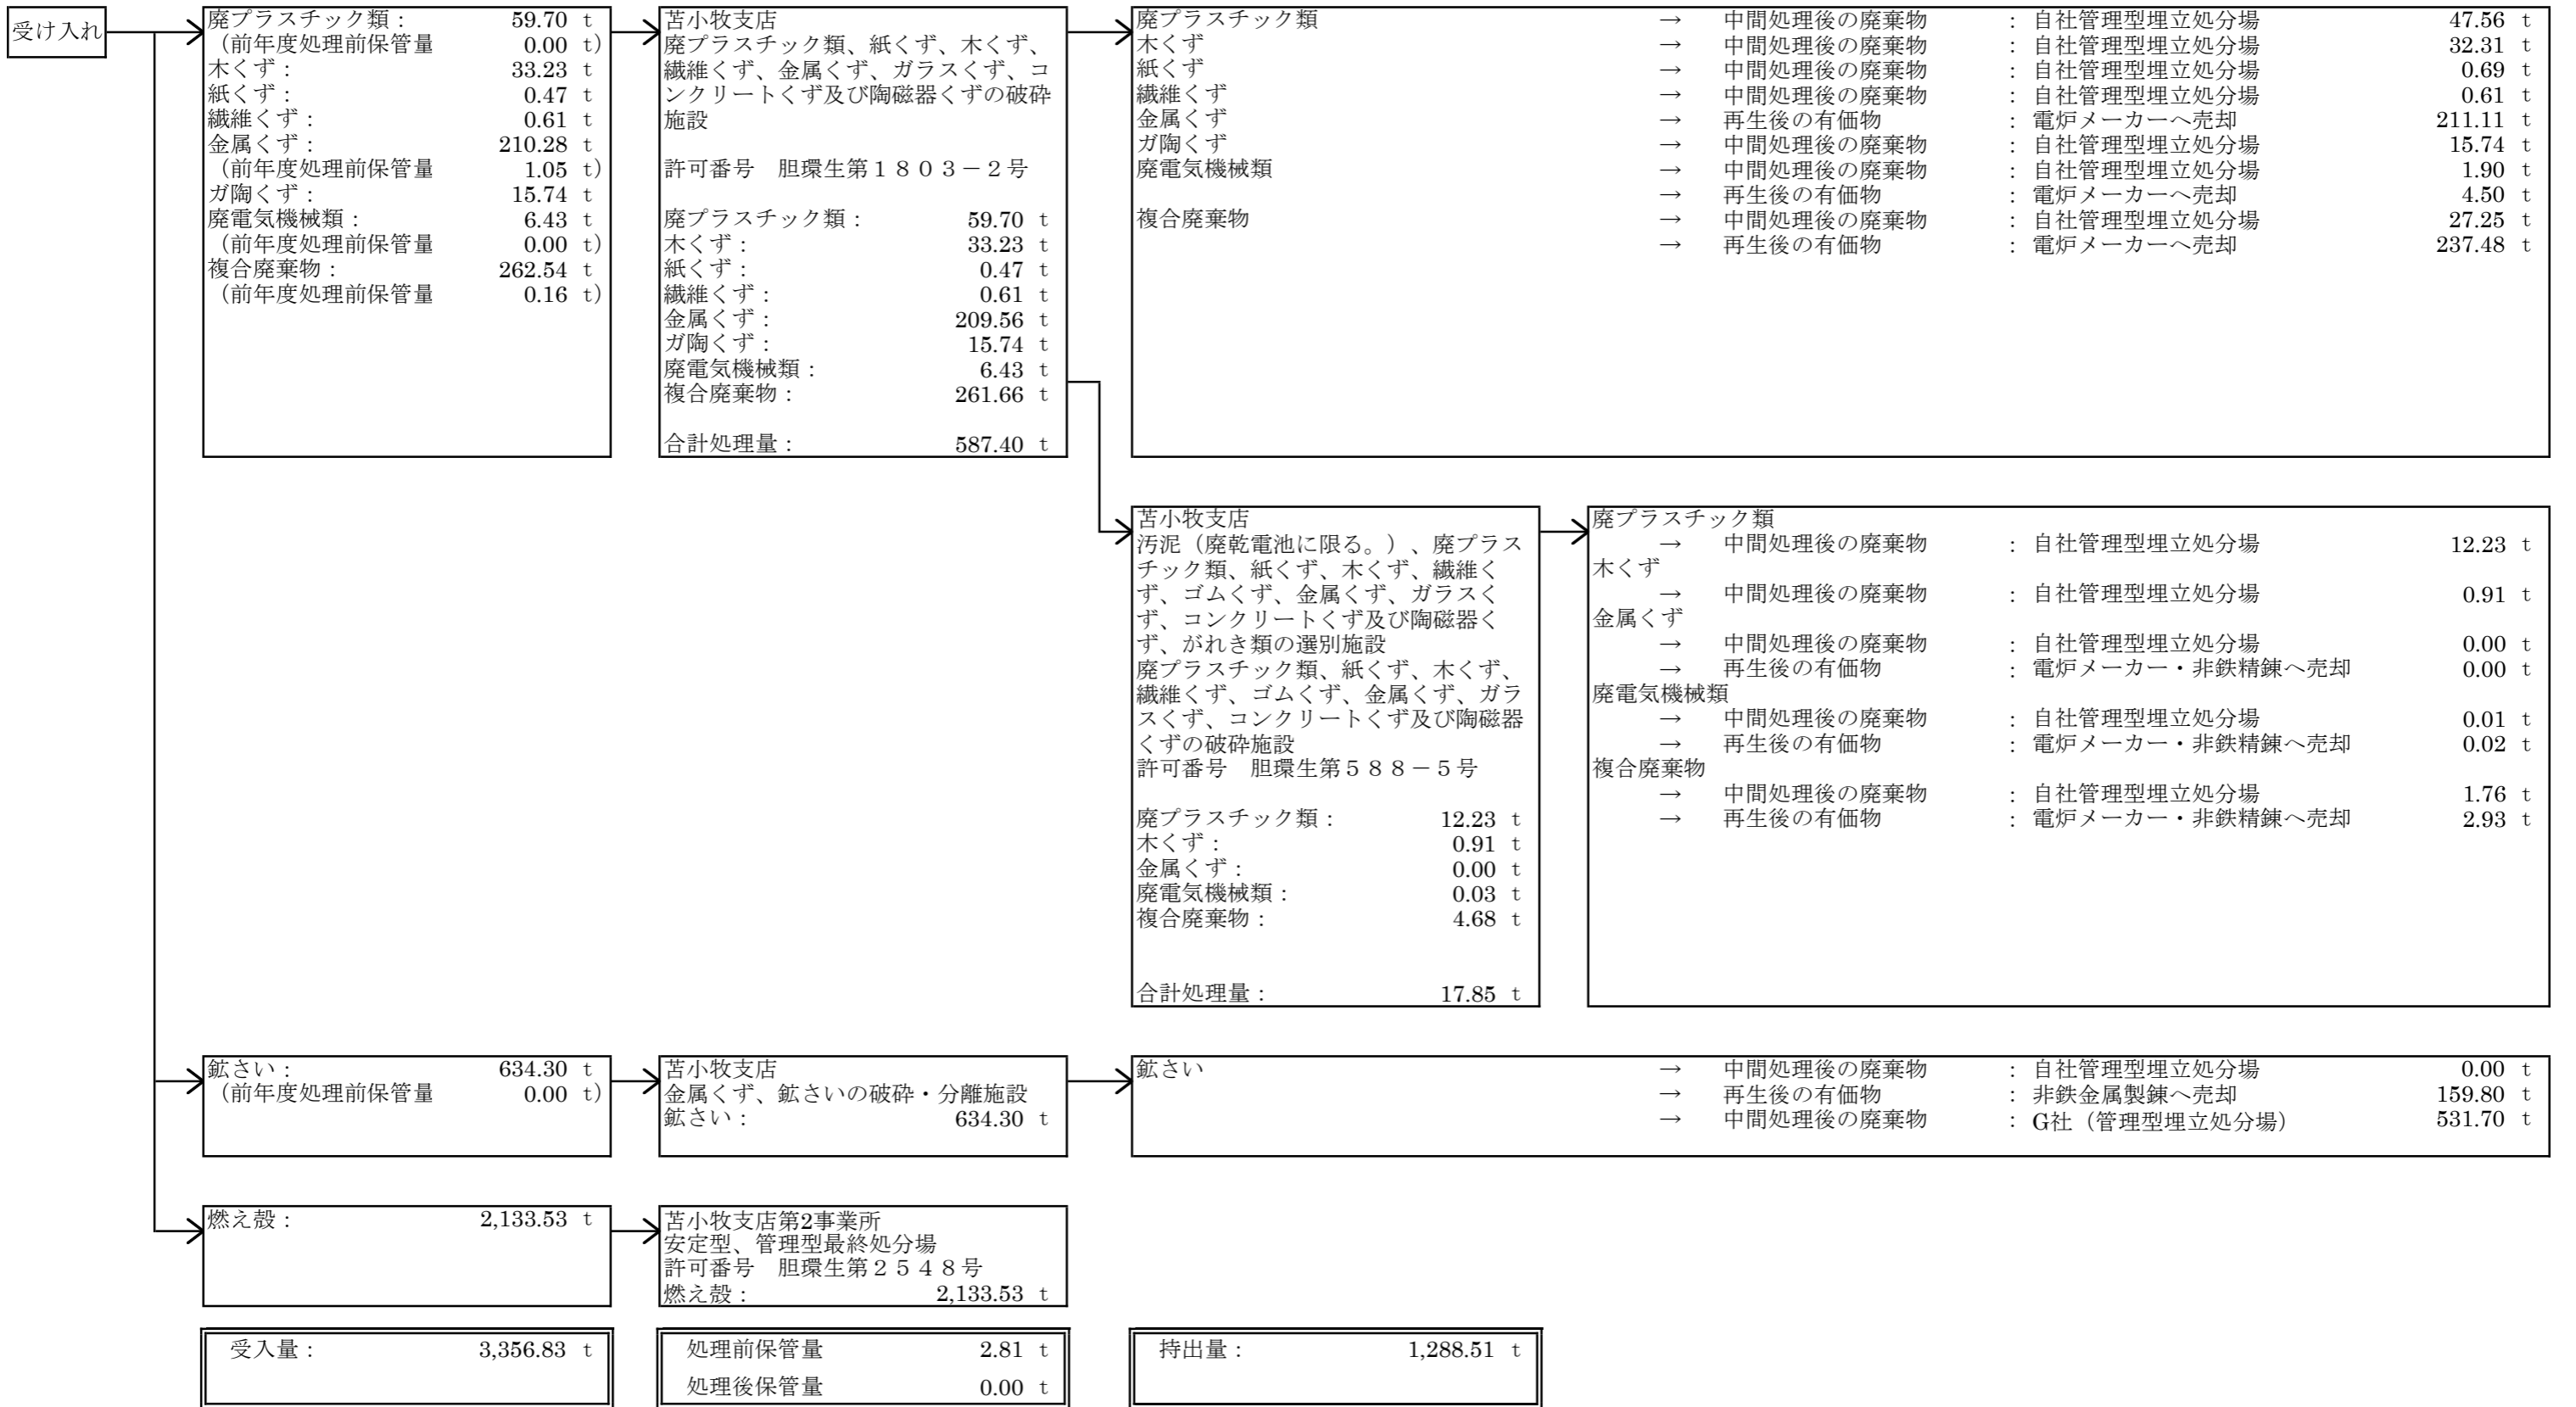 受け入れ
廃プラスチック類： 59.70 t
（前年度処理前保管量 0.00 t）
木くず： 33.23 t
紙くず： 0.47 t
繊維くず： 0.61 t
金属くず： 210.28 t
（前年度処理前保管量 1.05 t）
ガ陶くず： 15.74 t
廃電気機械類： 6.43 t
（前年度処理前保管量 0.00 t）
複合廃棄物： 262.54 t
（前年度処理前保管量 0.16 t）
苫小牧支店
廃プラスチック類、紙くず、木くず、
繊維くず、金属くず、ガラスくず、コ
ンクリートくず及び陶磁器くずの破砕
施設
許可番号　胆環生第１８０３－２号
廃プラスチック類： 59.70 t
木くず： 33.23 t
紙くず： 0.47 t
繊維くず： 0.61 t
金属くず： 209.56 t
ガ陶くず： 15.74 t
廃電気機械類： 6.43 t
複合廃棄物： 261.66 t
合計処理量： 587.40 t
廃プラスチック類 → 中間処理後の廃棄物 ： 自社管理型埋立処分場 47.56 t
木くず → 中間処理後の廃棄物 ： 自社管理型埋立処分場 32.31 t
紙くず → 中間処理後の廃棄物 ： 自社管理型埋立処分場 0.69 t
繊維くず → 中間処理後の廃棄物 ： 自社管理型埋立処分場 0.61 t
金属くず → 再生後の有価物 ： 電炉メーカーへ売却 211.11 t
ガ陶くず → 中間処理後の廃棄物 ： 自社管理型埋立処分場 15.74 t
廃電気機械類 → 中間処理後の廃棄物 ： 自社管理型埋立処分場 1.90 t
→ 再生後の有価物 ： 電炉メーカーへ売却 4.50 t
複合廃棄物 → 中間処理後の廃棄物 ： 自社管理型埋立処分場 27.25 t
→ 再生後の有価物 ： 電炉メーカーへ売却 237.48 t
苫小牧支店
汚泥（廃乾電池に限る。）、廃プラス
チック類、紙くず、木くず、繊維く
ず、ゴムくず、金属くず、ガラスく
ず、コンクリートくず及び陶磁器く
ず、がれき類の選別施設
廃プラスチック類、紙くず、木くず、
繊維くず、ゴムくず、金属くず、ガラ
スくず、コンクリートくず及び陶磁器
くずの破砕施設
許可番号　胆環生第５８８－５号
廃プラスチック類： 12.23 t
木くず： 0.91 t
金属くず： 0.00 t
廃電気機械類： 0.03 t
複合廃棄物： 4.68 t
合計処理量： 17.85 t
廃プラスチック類
→ 中間処理後の廃棄物 ： 自社管理型埋立処分場 12.23 t
木くず
→ 中間処理後の廃棄物 ： 自社管理型埋立処分場 0.91 t
金属くず
→ 中間処理後の廃棄物 ： 自社管理型埋立処分場 0.00 t
→ 再生後の有価物 ： 電炉メーカー・非鉄精錬へ売却 0.00 t
廃電気機械類
→ 中間処理後の廃棄物 ： 自社管理型埋立処分場 0.01 t
→ 再生後の有価物 ： 電炉メーカー・非鉄精錬へ売却 0.02 t
複合廃棄物
→ 中間処理後の廃棄物 ： 自社管理型埋立処分場 1.76 t
→ 再生後の有価物 ： 電炉メーカー・非鉄精錬へ売却 2.93 t
鉱さい： 634.30 t
（前年度処理前保管量 0.00 t）
苫小牧支店
金属くず、鉱さいの破砕・分離施設
鉱さい： 634.30 t
鉱さい → 中間処理後の廃棄物 ： 自社管理型埋立処分場 0.00 t
→ 再生後の有価物 ： 非鉄金属製錬へ売却 159.80 t
→ 中間処理後の廃棄物 ： G社（管理型埋立処分場） 531.70 t
燃え殻： 2,133.53 t
苫小牧支店第2事業所
安定型、管理型最終処分場
許可番号　胆環生第２５４８号
燃え殻： 2,133.53 t
受入量： 3,356.83 t
処理前保管量 2.81 t
処理後保管量 0.00 t
持出量： 1,288.51 t